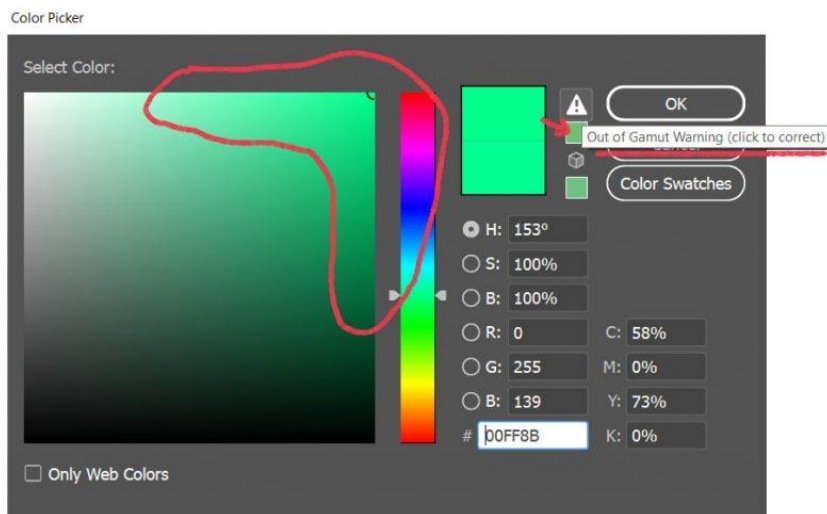 Color Picker
Select Color:
OK
Out of Gamut Warning (click to correct)
Cancel
Color Swatches
H: 153°
S: 100%
B: 100%
R: 0 C: 58%
G: 255 M: 0%
B: 139 Y: 73%
# 00FF8B K: 0%
Only Web Colors